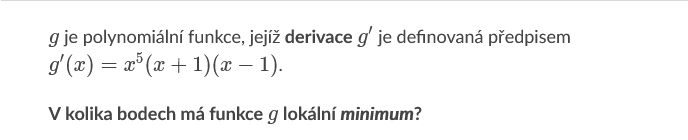 g je polynomiální funkce, jejíž derivace g′ je definovaná předpisem
g′(x) = x⁵(x + 1)(x − 1).
V kolika bodech má funkce g lokální minimum?